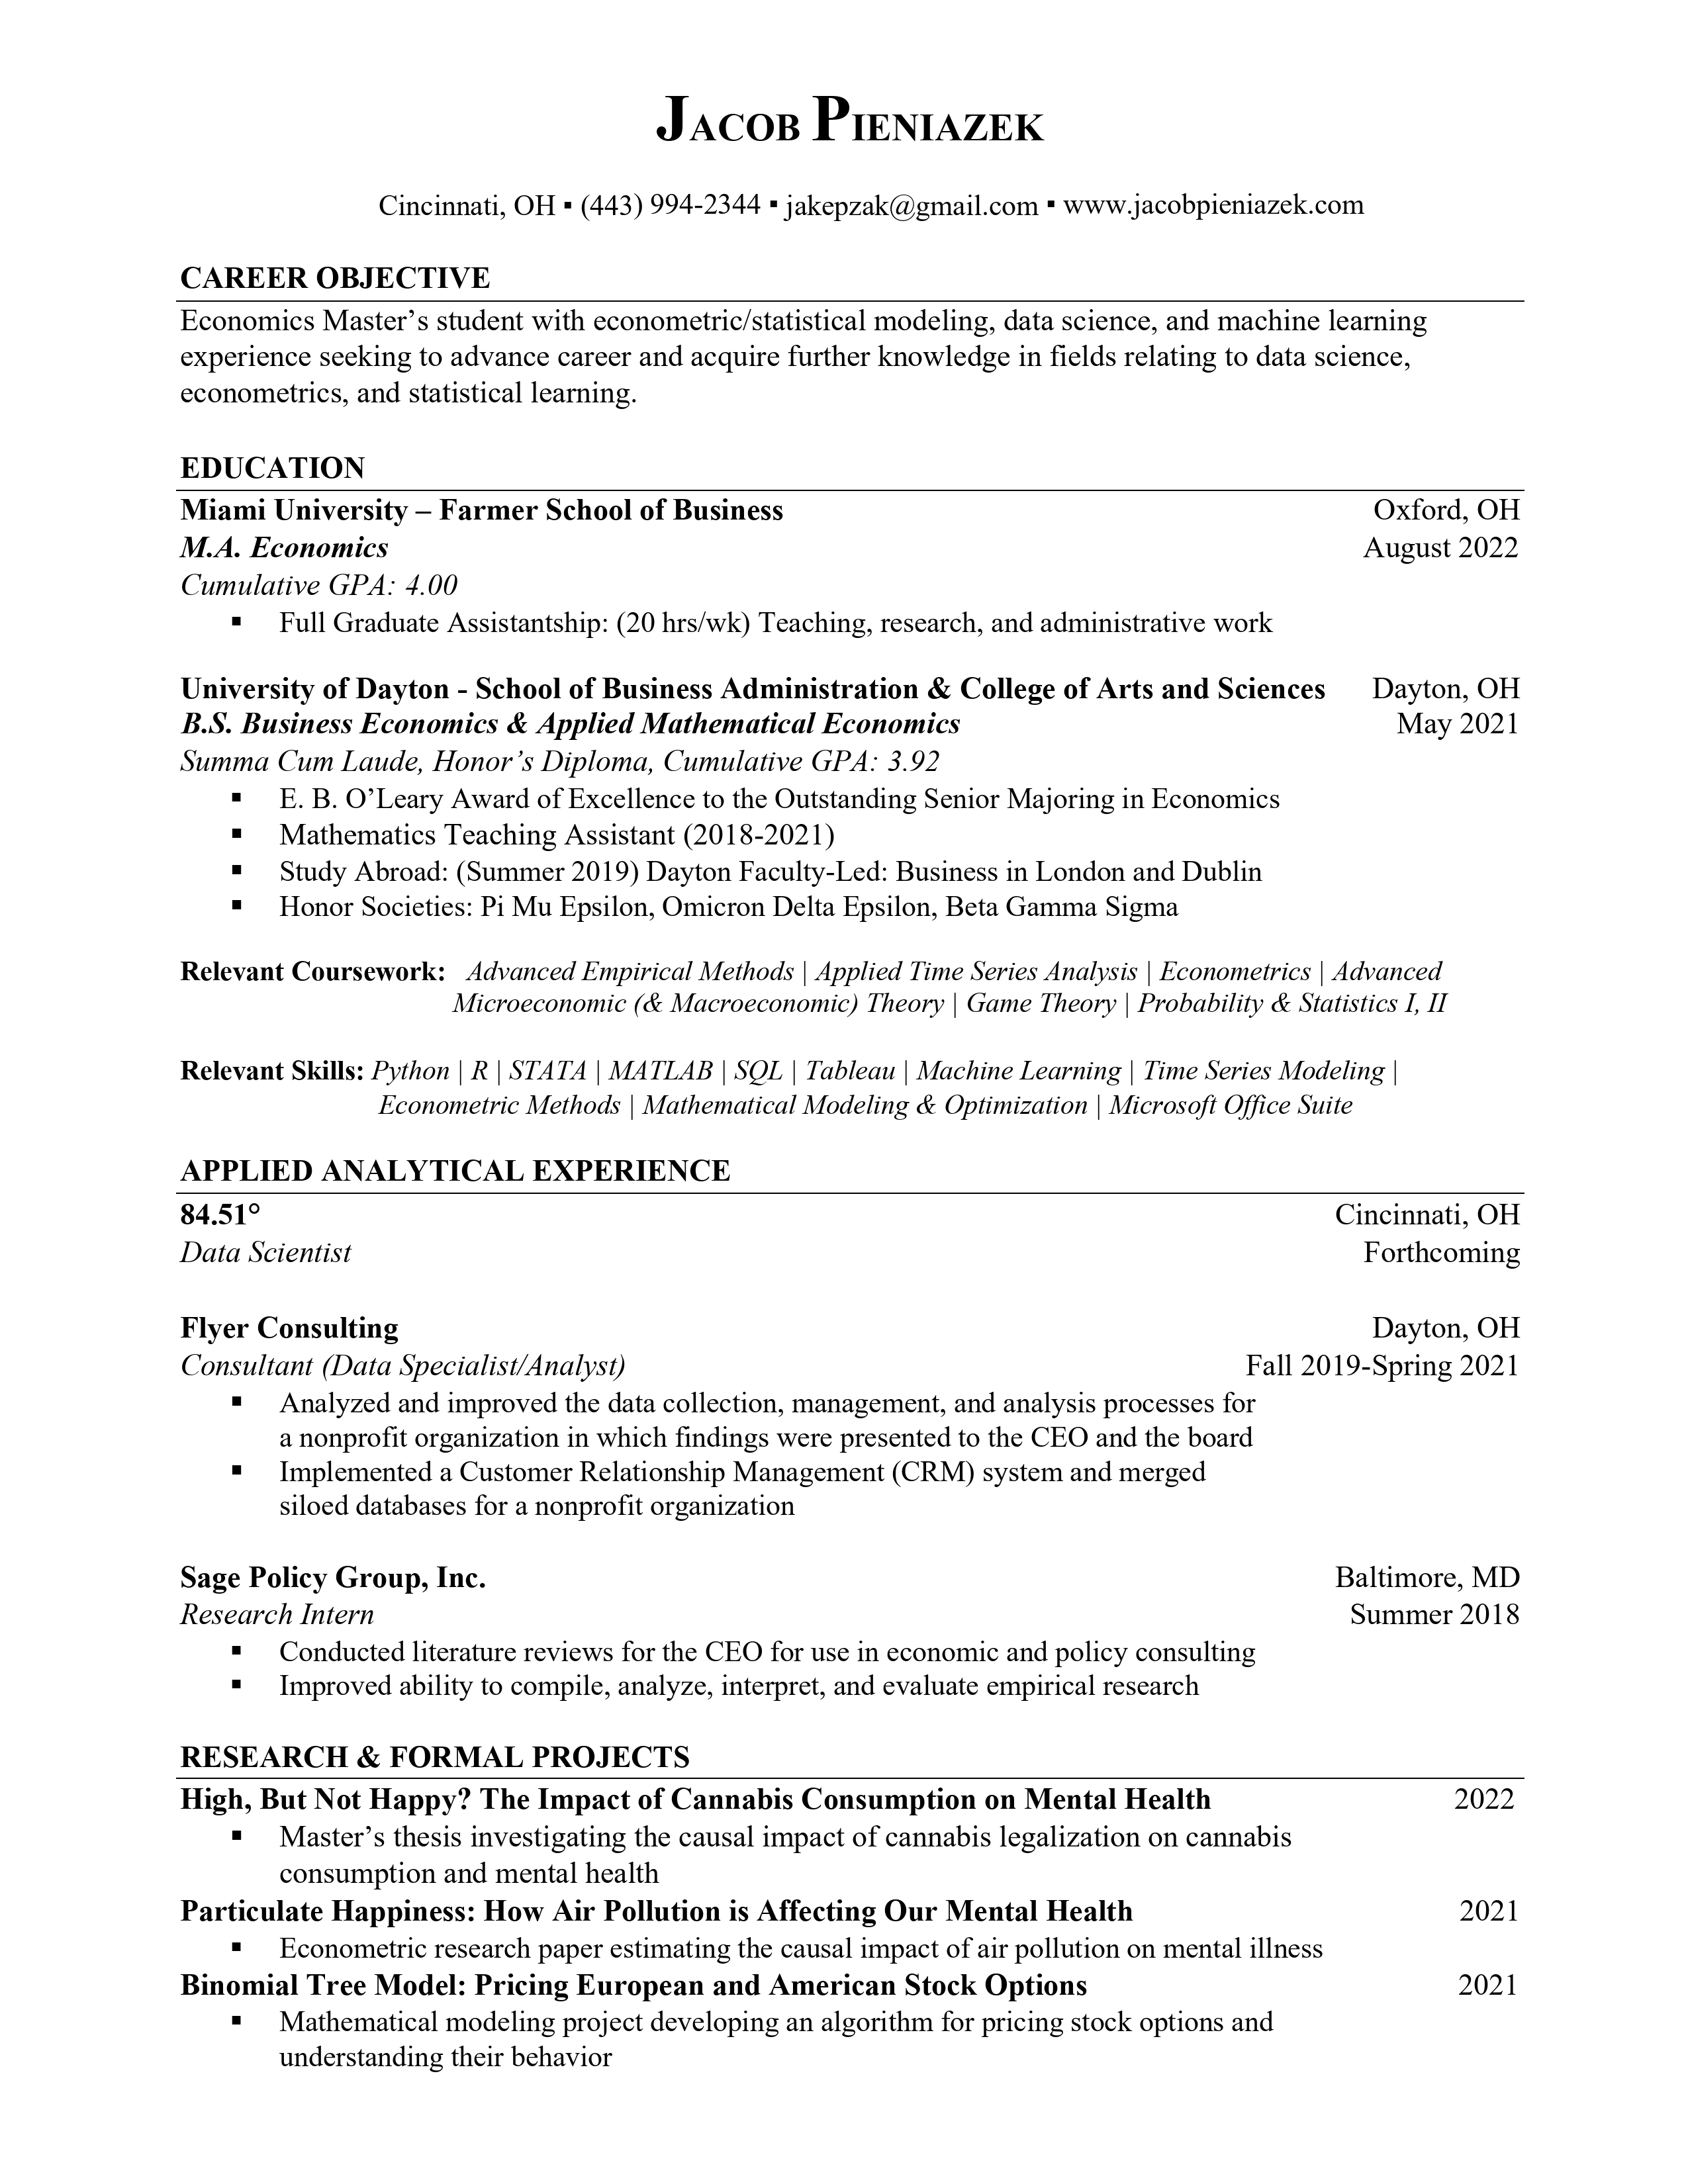 JACOB PIENIAZEK
Cincinnati, OH ▪ (443) 994-2344 ▪ jakepzak@gmail.com ▪ www.jacobpieniazek.com
CAREER OBJECTIVE
Economics Master’s student with econometric/statistical modeling, data science, and machine learning
experience seeking to advance career and acquire further knowledge in fields relating to data science,
econometrics, and statistical learning.
EDUCATION
Miami University – Farmer School of Business Oxford, OH
M.A. Economics August 2022
Cumulative GPA: 4.00
▪ Full Graduate Assistantship: (20 hrs/wk) Teaching, research, and administrative work
University of Dayton - School of Business Administration & College of Arts and Sciences Dayton, OH
B.S. Business Economics & Applied Mathematical Economics May 2021
Summa Cum Laude, Honor’s Diploma, Cumulative GPA: 3.92
▪ E. B. O’Leary Award of Excellence to the Outstanding Senior Majoring in Economics
▪ Mathematics Teaching Assistant (2018-2021)
▪ Study Abroad: (Summer 2019) Dayton Faculty-Led: Business in London and Dublin
▪ Honor Societies: Pi Mu Epsilon, Omicron Delta Epsilon, Beta Gamma Sigma
Relevant Coursework: Advanced Empirical Methods | Applied Time Series Analysis | Econometrics | Advanced
Microeconomic (& Macroeconomic) Theory | Game Theory | Probability & Statistics I, II
Relevant Skills: Python | R | STATA | MATLAB | SQL | Tableau | Machine Learning | Time Series Modeling |
Econometric Methods | Mathematical Modeling & Optimization | Microsoft Office Suite
APPLIED ANALYTICAL EXPERIENCE
84.51° Cincinnati, OH
Data Scientist Forthcoming
Flyer Consulting Dayton, OH
Consultant (Data Specialist/Analyst) Fall 2019-Spring 2021
▪ Analyzed and improved the data collection, management, and analysis processes for
a nonprofit organization in which findings were presented to the CEO and the board
▪ Implemented a Customer Relationship Management (CRM) system and merged
siloed databases for a nonprofit organization
Sage Policy Group, Inc. Baltimore, MD
Research Intern Summer 2018
▪ Conducted literature reviews for the CEO for use in economic and policy consulting
▪ Improved ability to compile, analyze, interpret, and evaluate empirical research
RESEARCH & FORMAL PROJECTS
High, But Not Happy? The Impact of Cannabis Consumption on Mental Health 2022
▪ Master’s thesis investigating the causal impact of cannabis legalization on cannabis
consumption and mental health
Particulate Happiness: How Air Pollution is Affecting Our Mental Health 2021
▪ Econometric research paper estimating the causal impact of air pollution on mental illness
Binomial Tree Model: Pricing European and American Stock Options 2021
▪ Mathematical modeling project developing an algorithm for pricing stock options and
understanding their behavior